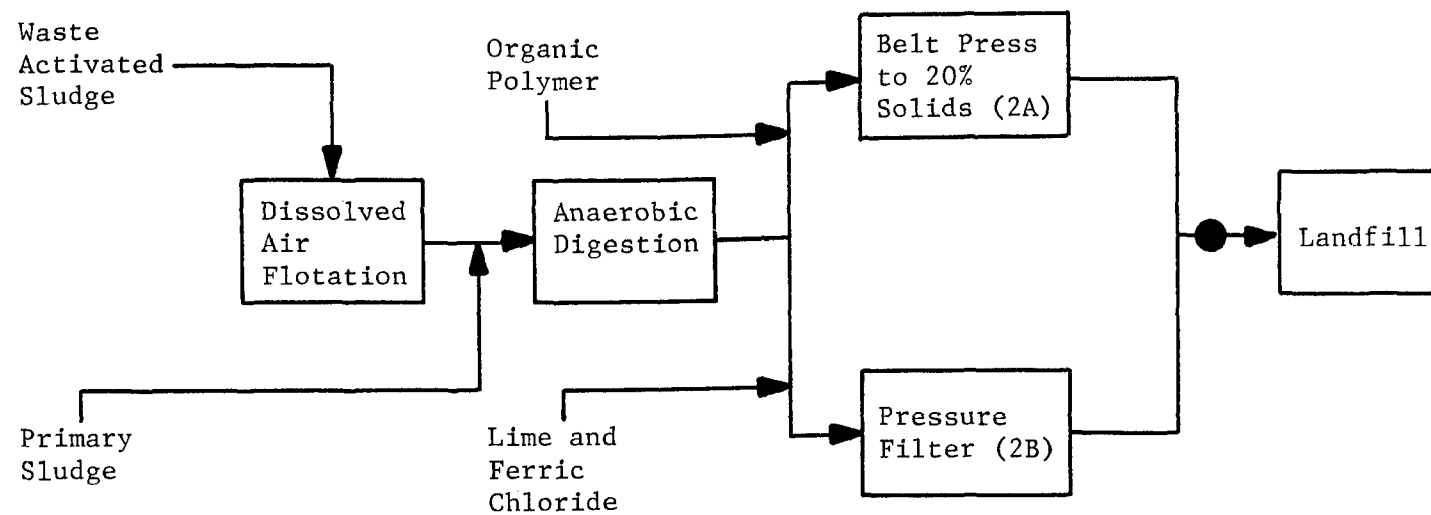 Waste
Activated
Sludge
Organic
Polymer
Belt Press
to 20%
Solids (2A)
Dissolved
Air
Flotation
Anaerobic
Digestion
Landfill
Primary
Sludge
Lime and
Ferric
Chloride
Pressure
Filter (2B)